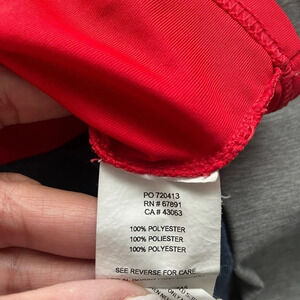 PO 720413
RN # 67891
CA # 43063
100% POLYESTER
100% POLIESTER
100% POLYESTER
SEE REVERSE FOR CARE